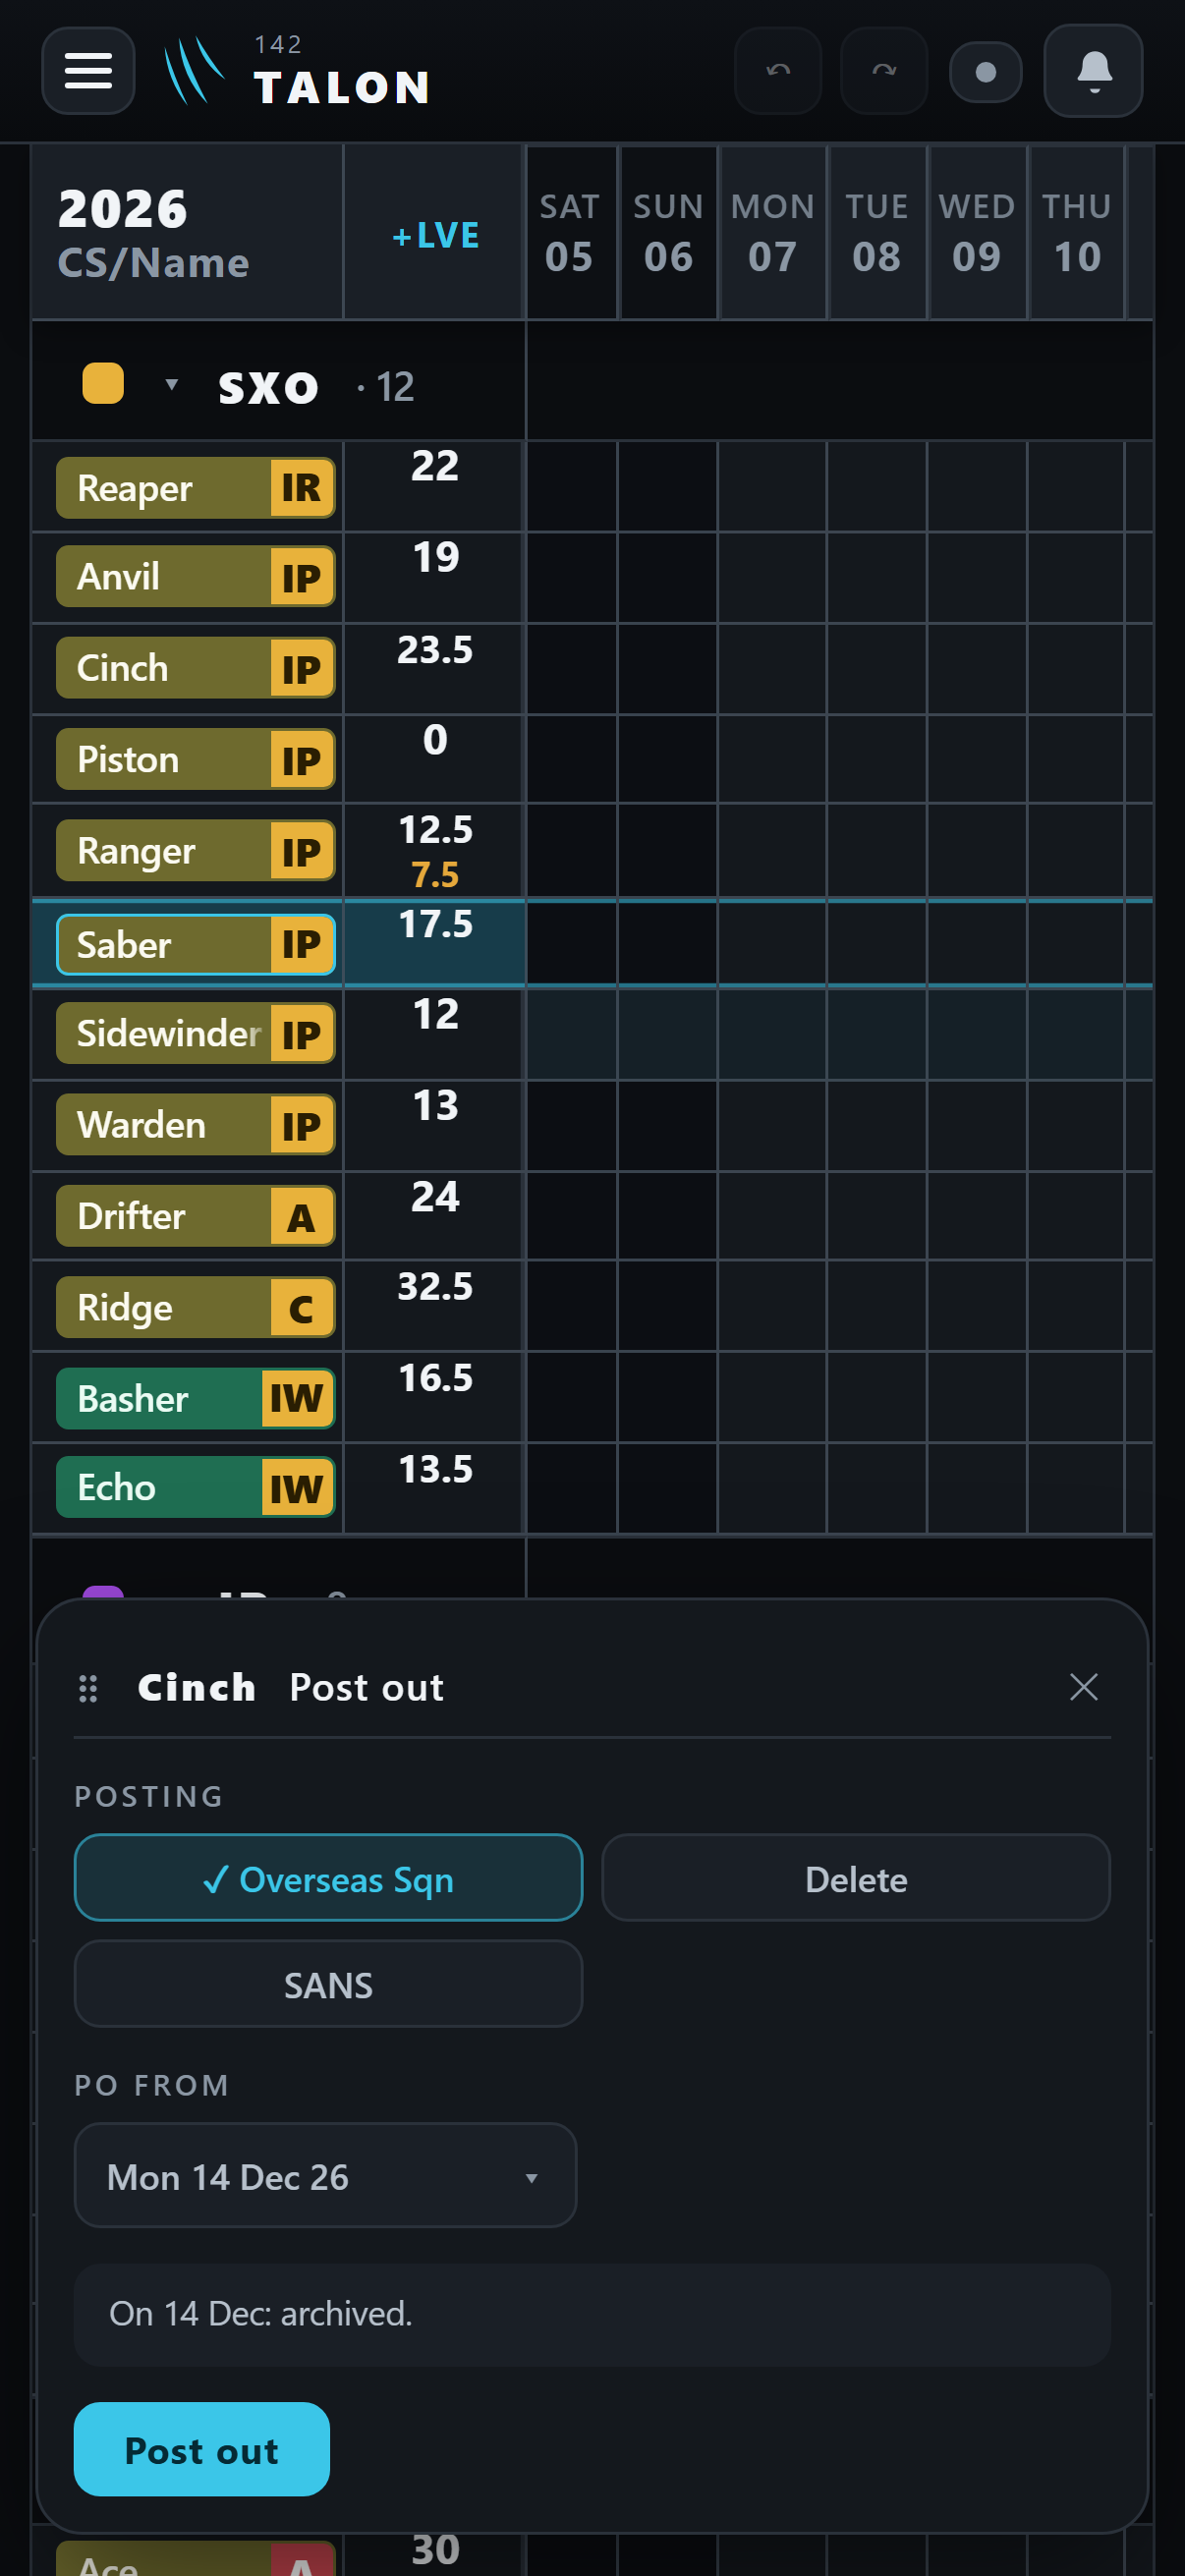 142
TALON
2026
CS/Name
+LVE
SAT
05
SUN
06
MON
07
TUE
08
WED
09
THU
10
SXO · 12
Reaper IR 22
Anvil IP 19
Cinch IP 23.5
Piston IP 0
Ranger IP 12.5
7.5
Saber IP 17.5
Sidewinder IP 12
Warden IP 13
Drifter A 24
Ridge C 32.5
Basher IW 16.5
Echo IW 13.5
Cinch Post out
POSTING
✓ Overseas Sqn
Delete
SANS
PO FROM
Mon 14 Dec 26
On 14 Dec: archived.
Post out
Ace A 30